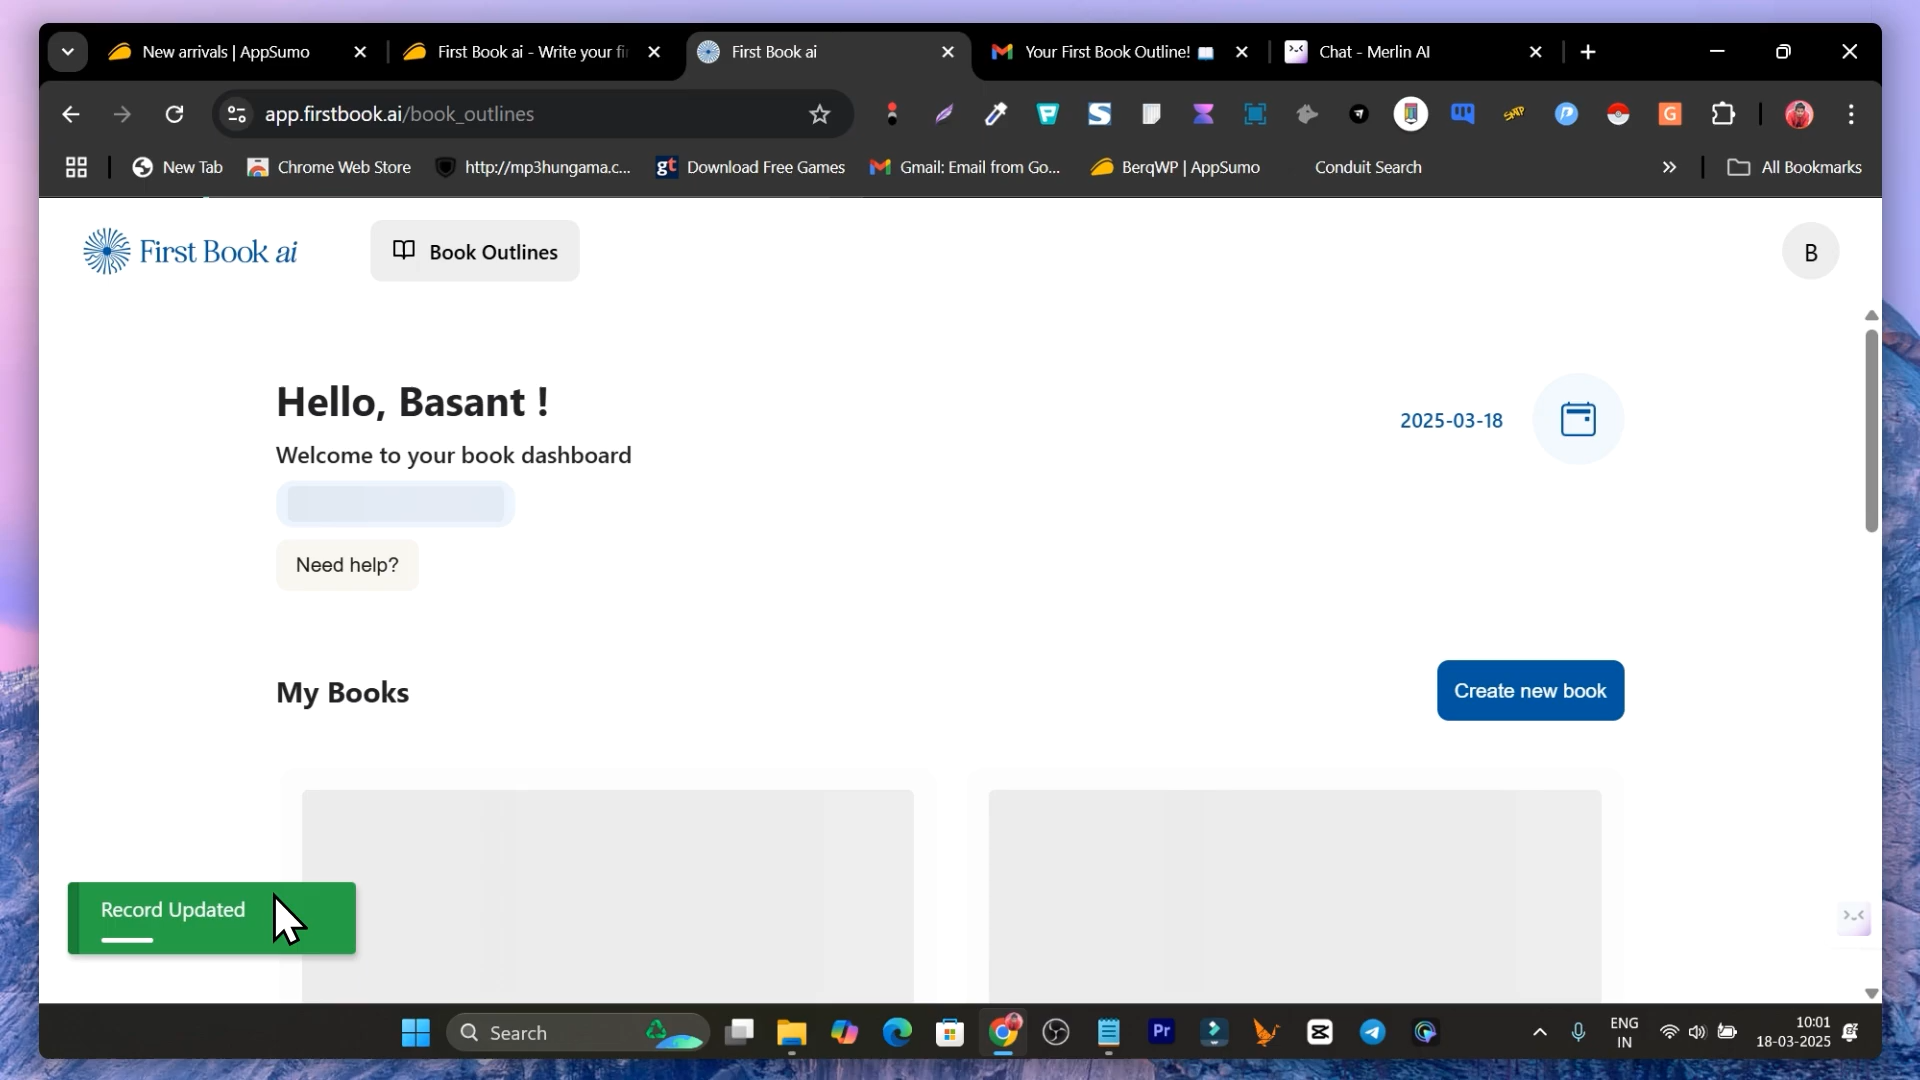 New arrivals | AppSumo
First Book ai - Write your fi
First Book ai
Your First Book Outline!
Chat - Merlin AI
app.firstbook.ai/book_outlines
New Tab
Chrome Web Store
http://mp3hungama.c...
Download Free Games
Gmail: Email from Go...
BerqWP | AppSumo
Conduit Search
All Bookmarks
First Book ai
Book Outlines
B
Hello, Basant !
2025-03-18
Welcome to your book dashboard
Need help?
My Books
Create new book
Record Updated
Search
ENG
IN
10:01
18-03-2025